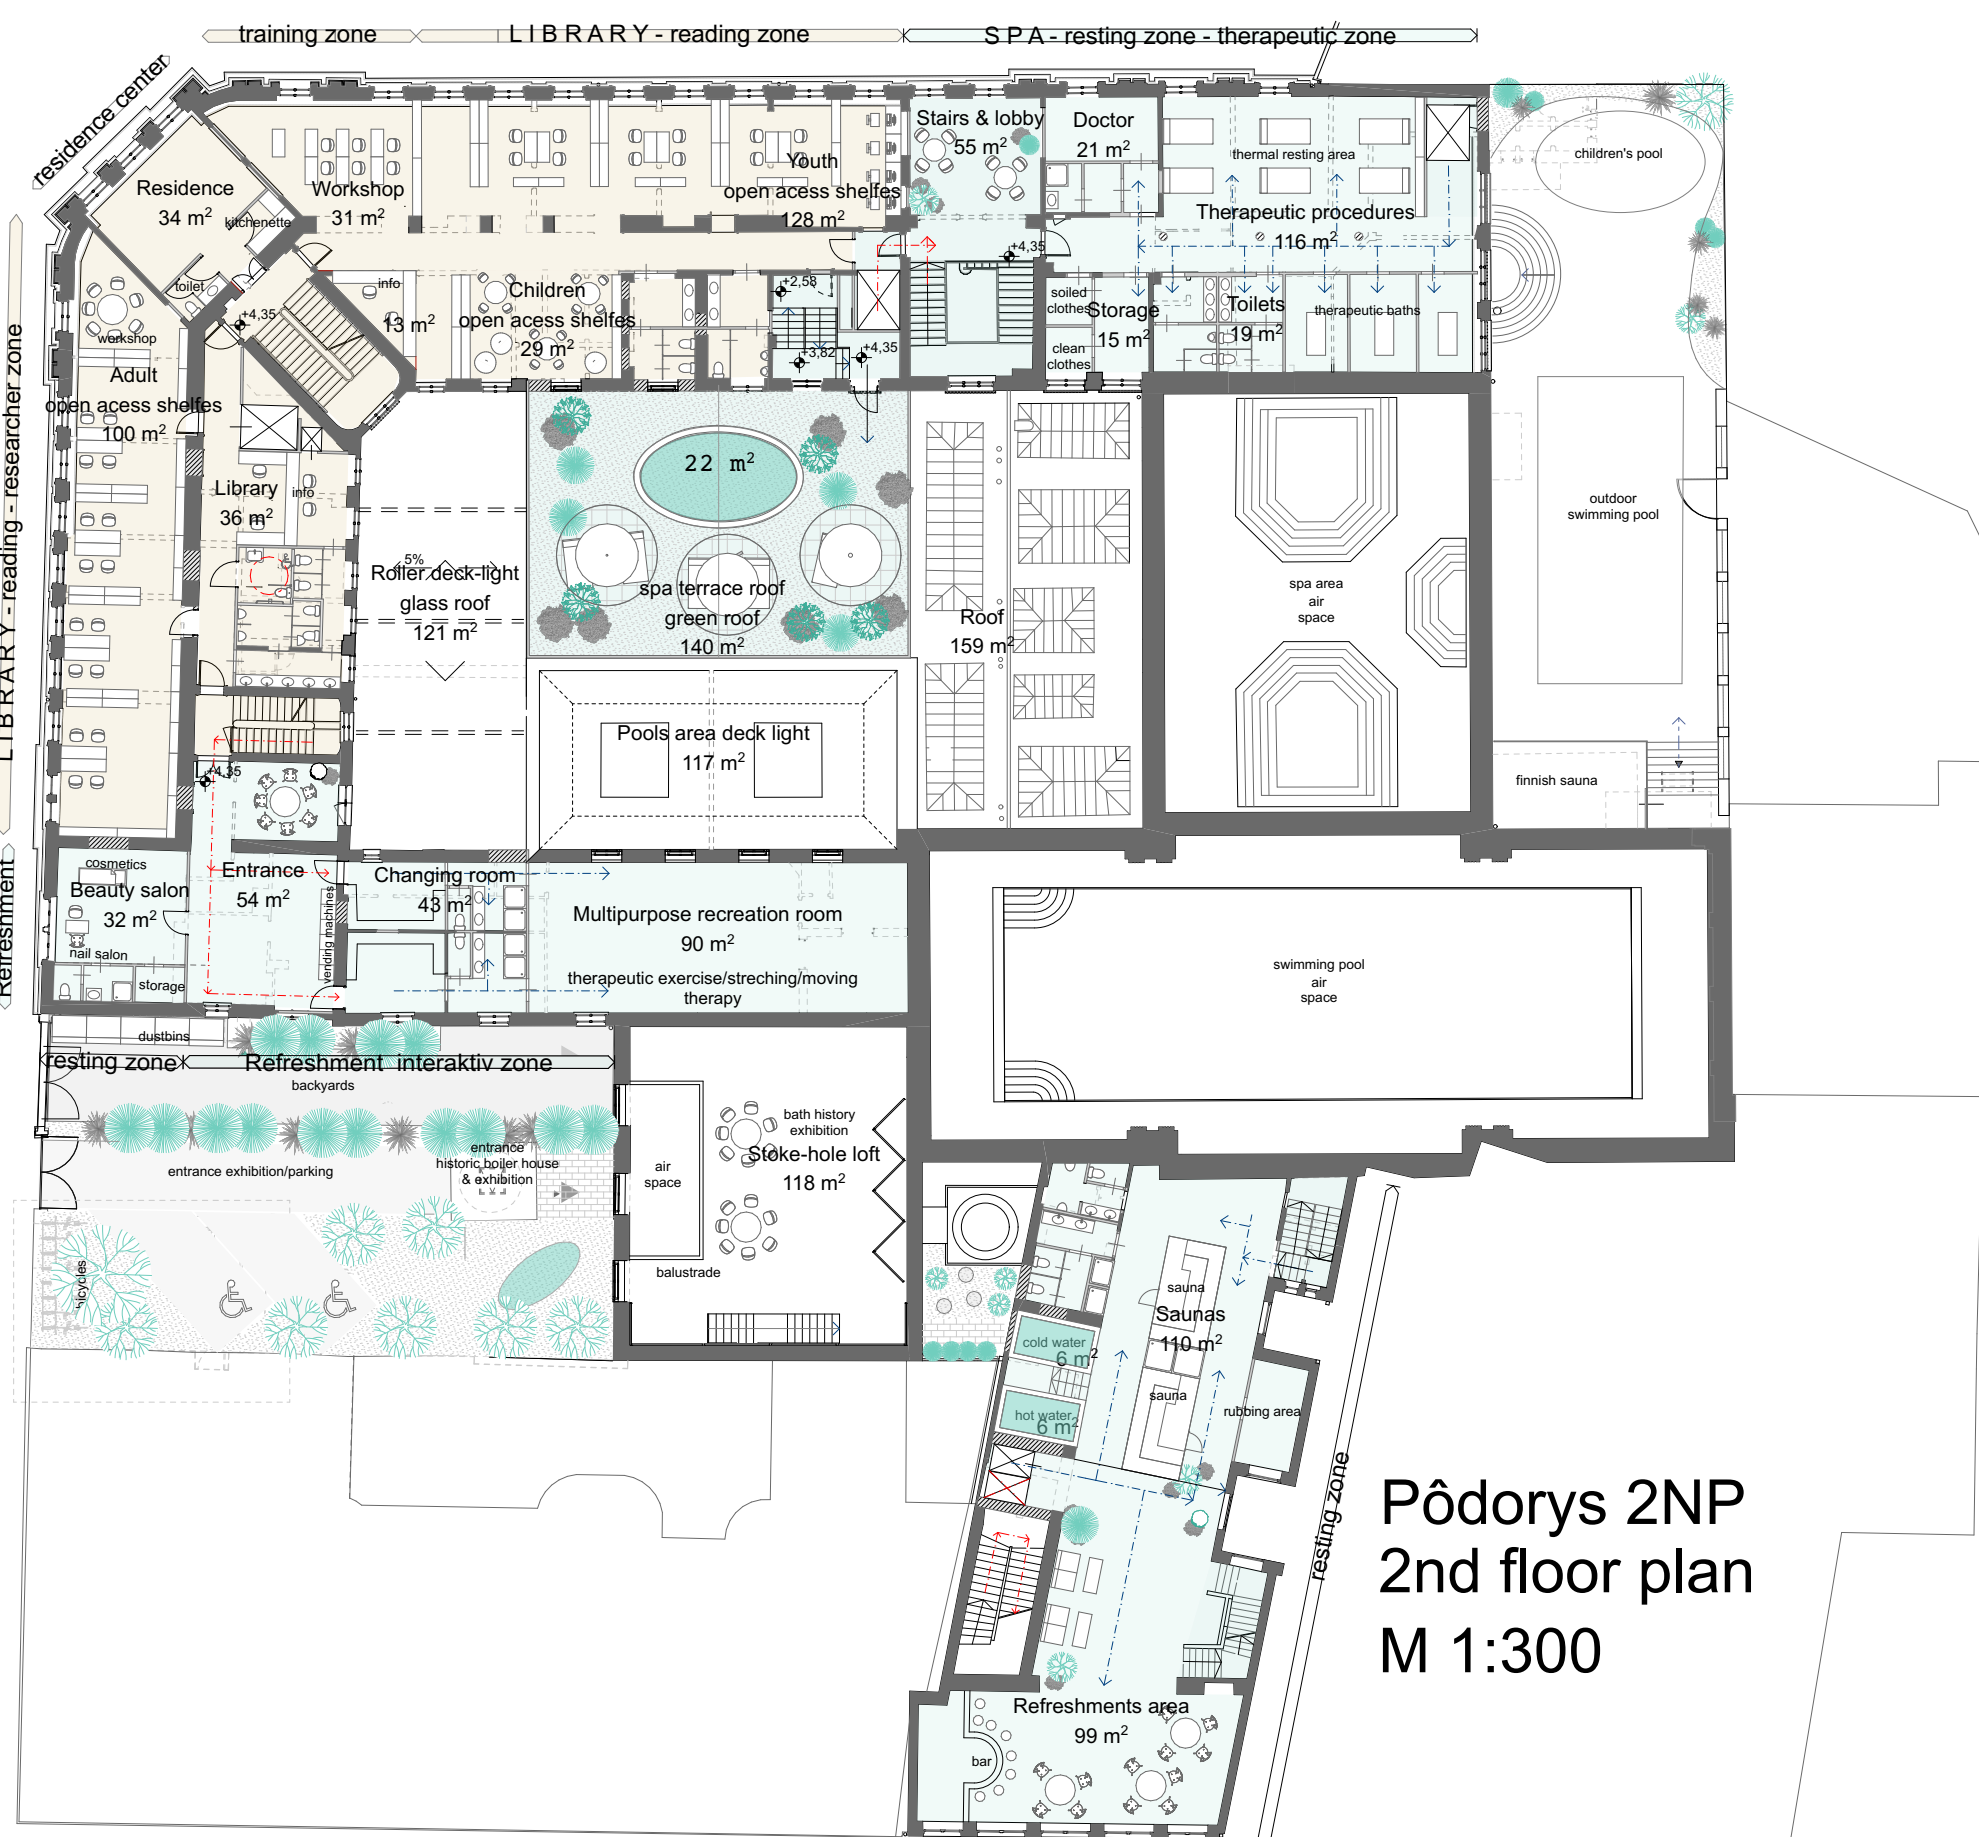 training zone
L I B R A R Y - reading zone
S P A - resting zone - therapeutic zone
residence center
Residence
34 m²
kitchenette
toilet
Workshop
31 m²
Youth
open acess shelfes
128 m²
Stairs & lobby
55 m²
Doctor
21 m²
thermal resting area
Therapeutic procedures
116 m²
children's pool
+4,35
info
13 m²
Children
open acess shelfes
29 m²
+2,58
+3,82
+4,35
+4,35
soiled
clothes
Storage
15 m²
clean
clothes
Toilets
19 m²
therapeutic baths
workshop
Adult
open acess shelfes
100 m²
L I B R A R Y - reading - researcher zone
Library
36 m²
info
22 m²
5%
Roller deck-light
glass roof
121 m²
spa terrace roof
green roof
140 m²
Roof
159 m²
spa area
air
space
outdoor
swimming pool
Pools area deck light
117 m²
finnish sauna
+4,35
Refreshment
cosmetics
Beauty salon
32 m²
nail salon
storage
Entrance
54 m²
vending machines
Changing room
43 m²
Multipurpose recreation room
90 m²
therapeutic exercise/streching/moving
therapy
swimming pool
air
space
dustbins
resting zone
Refreshment interaktiv zone
backyards
entrance exhibition/parking
entrance
historic boiler house
& exhibition
bicycles
air
space
bath history
exhibition
Stoke-hole loft
118 m²
balustrade
sauna
Saunas
110 m²
cold water
6 m²
sauna
hot water
6 m²
rubbing area
resting zone
Refreshments area
99 m²
bar
Pôdorys 2NP
2nd floor plan
M 1:300